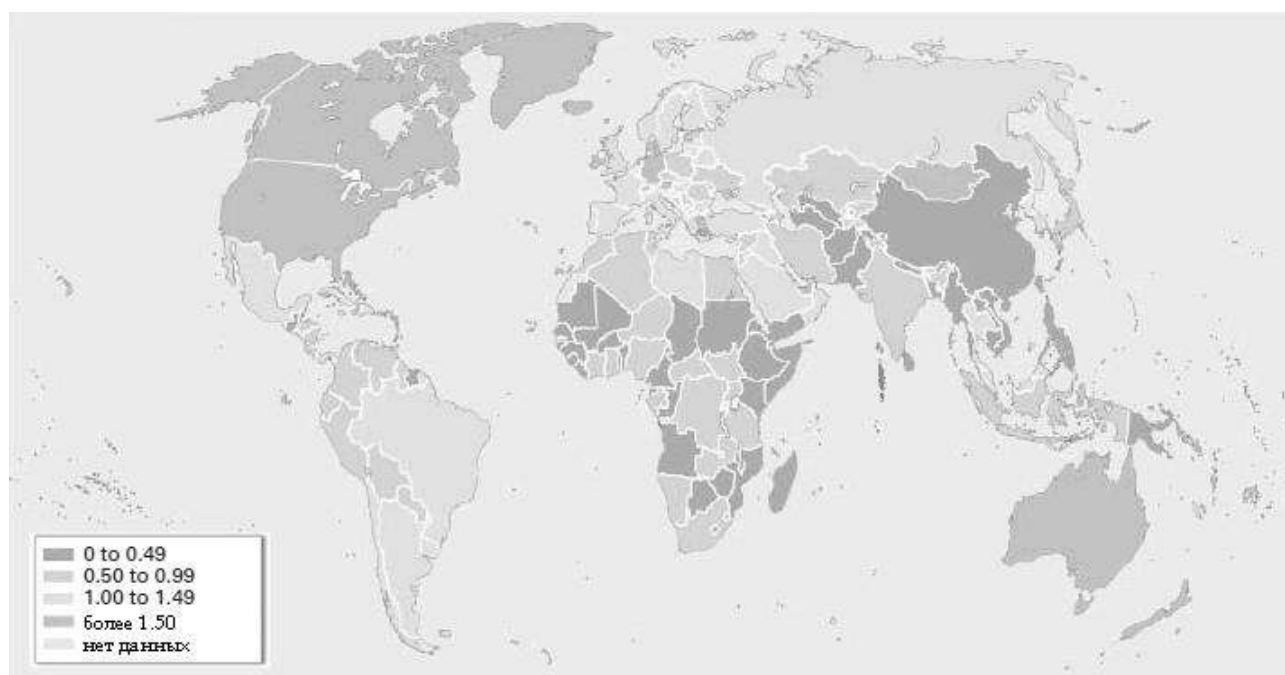 0 to 0.49
0.50 to 0.99
1.00 to 1.49
более 1.50
нет данных